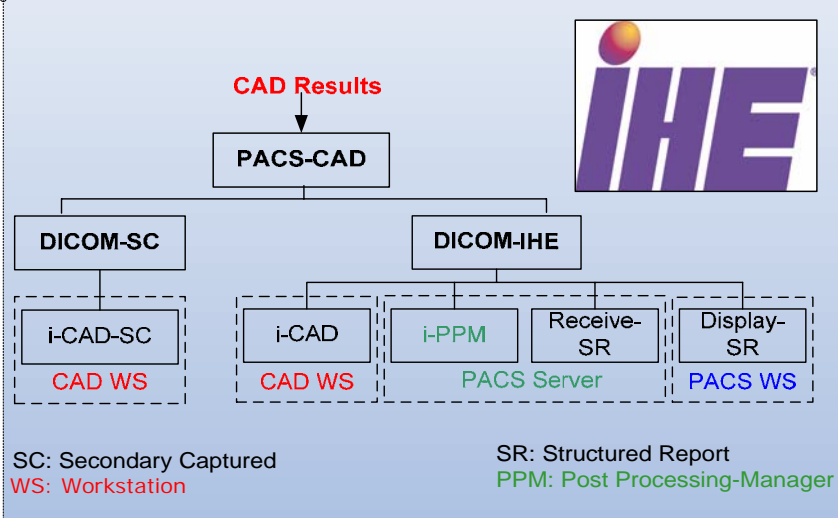 CAD Results
iHE®
PACS-CAD
DICOM-SC
DICOM-IHE
i-CAD-SC
i-CAD
i-PPM
Receive-
SR
Display-
SR
CAD WS
CAD WS
PACS Server
PACS WS
SC: Secondary Captured
WS: Workstation
SR: Structured Report
PPM: Post Processing-Manager